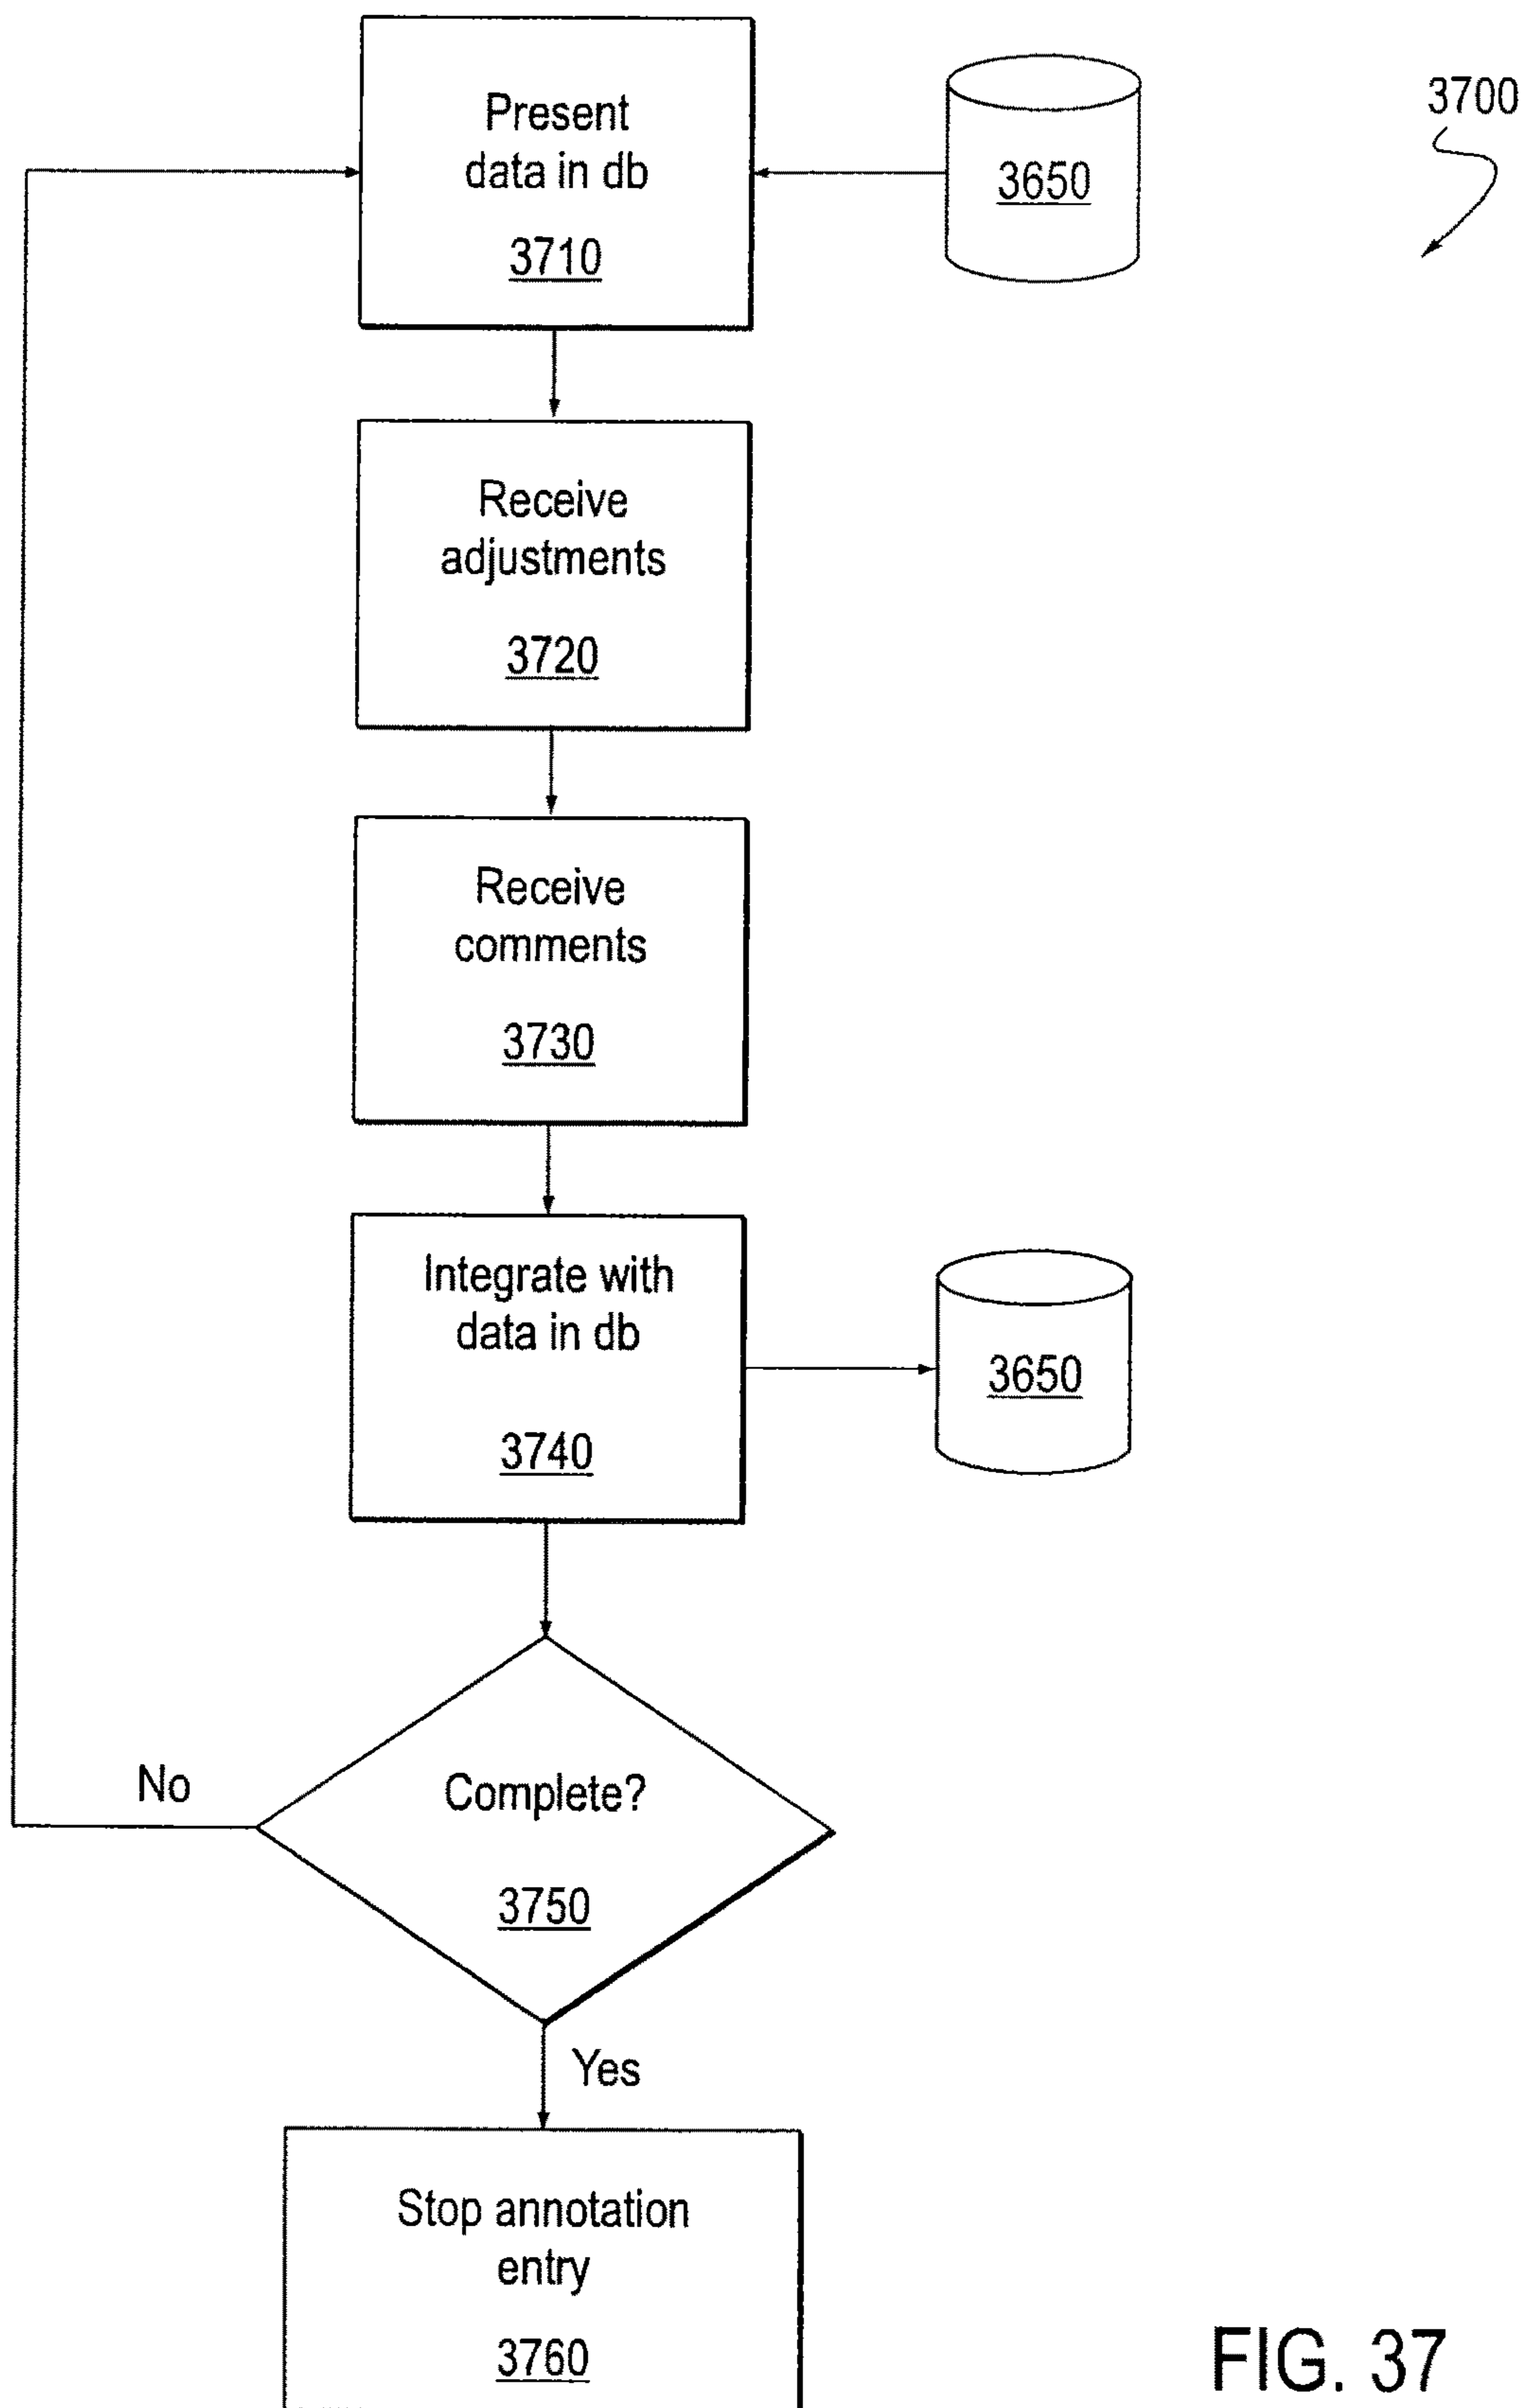 Present
data in db
3710
3650
3700
Receive
adjustments
3720
Receive
comments
3730
Integrate with
data in db
3740
3650
No
Complete?
3750
Yes
Stop annotation
entry
3760
FIG. 37